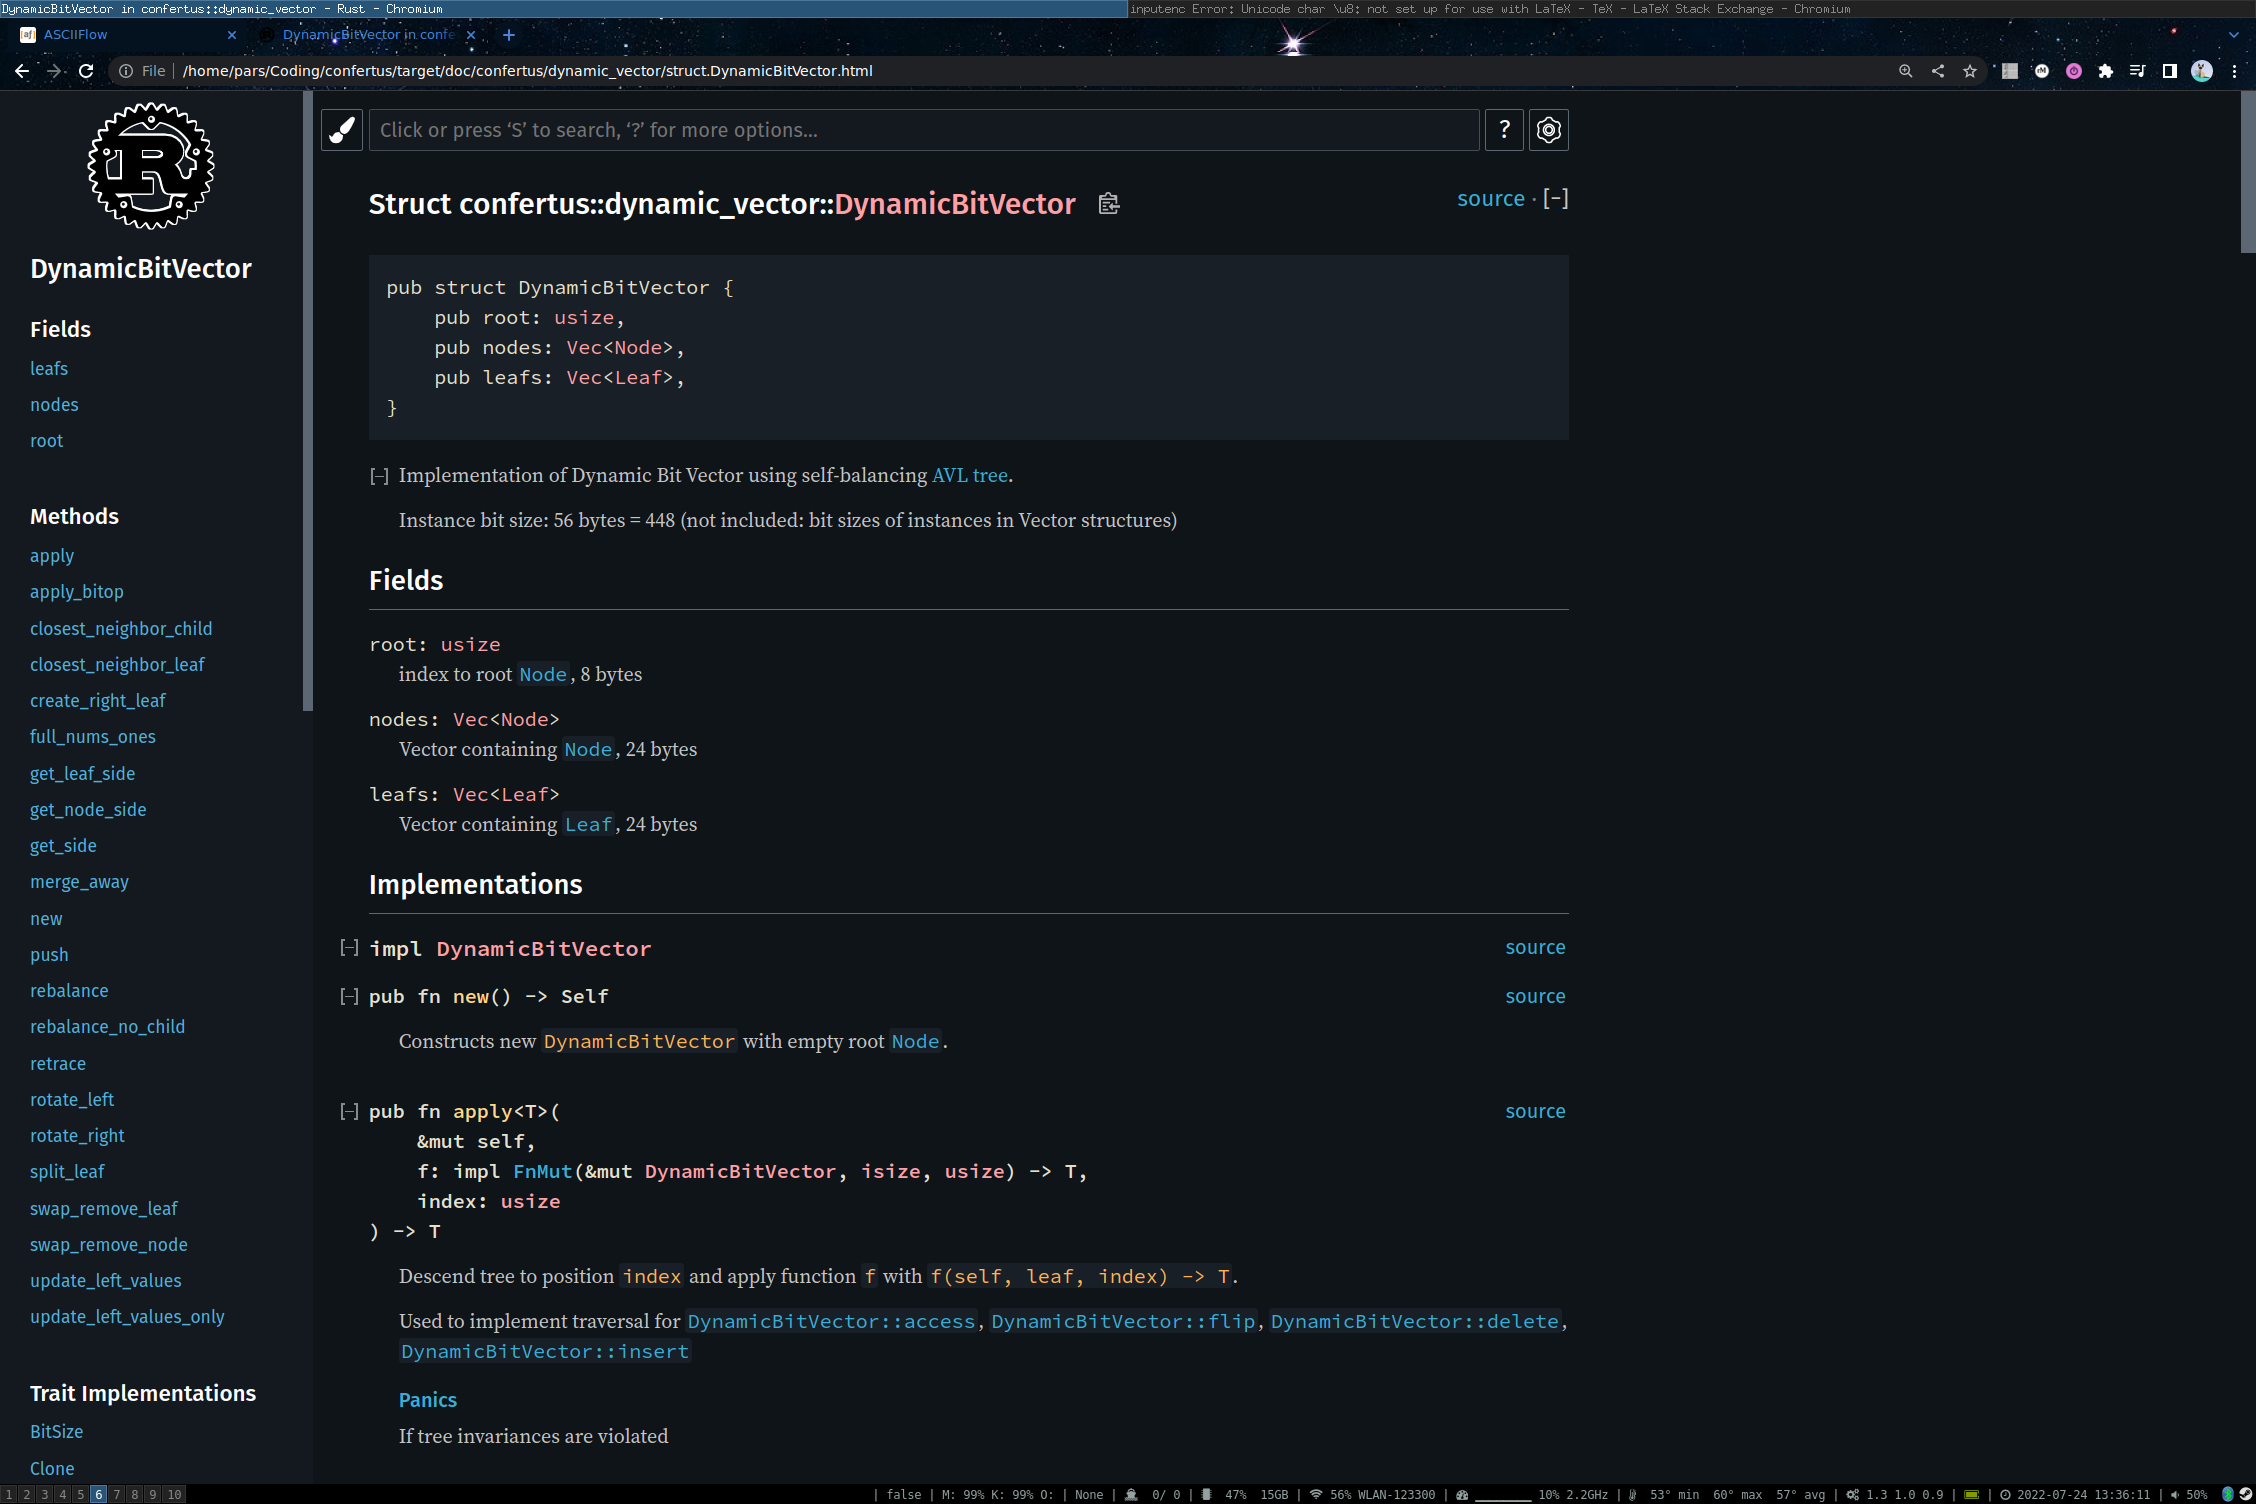 DynamicBitVector in confertus::dynamic_vector - Rust - Chromium
inputenc Error: Unicode char \u8: not set up for use with LaTeX - TeX - LaTeX Stack Exchange - Chromium
ASCIIFlow
DynamicBitVector in confe
File
/home/pars/Coding/confertus/target/doc/confertus/dynamic_vector/struct.DynamicBitVector.html
DynamicBitVector
Fields
leafs
nodes
root
Methods
apply
apply_bitop
closest_neighbor_child
closest_neighbor_leaf
create_right_leaf
full_nums_ones
get_leaf_side
get_node_side
get_side
merge_away
new
push
rebalance
rebalance_no_child
retrace
rotate_left
rotate_right
split_leaf
swap_remove_leaf
swap_remove_node
update_left_values
update_left_values_only
Trait Implementations
BitSize
Clone
Click or press ‘S’ to search, ‘?’ for more options...
?
Struct confertus::dynamic_vector::DynamicBitVector
source · [−]
pub struct DynamicBitVector {
    pub root: usize,
    pub nodes: Vec<Node>,
    pub leafs: Vec<Leaf>,
}
[−] Implementation of Dynamic Bit Vector using self-balancing AVL tree.
Instance bit size: 56 bytes = 448 (not included: bit sizes of instances in Vector structures)
Fields
root: usize
index to root Node, 8 bytes
nodes: Vec<Node>
Vector containing Node, 24 bytes
leafs: Vec<Leaf>
Vector containing Leaf, 24 bytes
Implementations
[−] impl DynamicBitVector source
[−] pub fn new() -> Self source
Constructs new DynamicBitVector with empty root Node.
[−] pub fn apply<T>( source
    &mut self,
    f: impl FnMut(&mut DynamicBitVector, isize, usize) -> T,
    index: usize
) -> T
Descend tree to position index and apply function f with f(self, leaf, index) -> T.
Used to implement traversal for DynamicBitVector::access, DynamicBitVector::flip, DynamicBitVector::delete,
DynamicBitVector::insert
Panics
If tree invariances are violated
1 2 3 4 5 6 7 8 9 10
| false | M: 99% K: 99% O: | None | 0/ 0 | 47% 15GB | 56% WLAN-123300 | 10% 2.2GHz | 53° min 60° max 57° avg | 1.3 1.0 0.9 | | 2022-07-24 13:36:11 | 50%